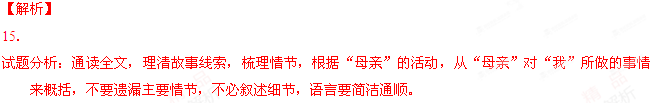 【解析】
15.
试题分析：通读全文，理清故事线索，梳理情节，根据“母亲”的活动，从“母亲”对“我”所做的事情
来概括，不要遗漏主要情节，不必叙述细节，语言要简洁通顺。